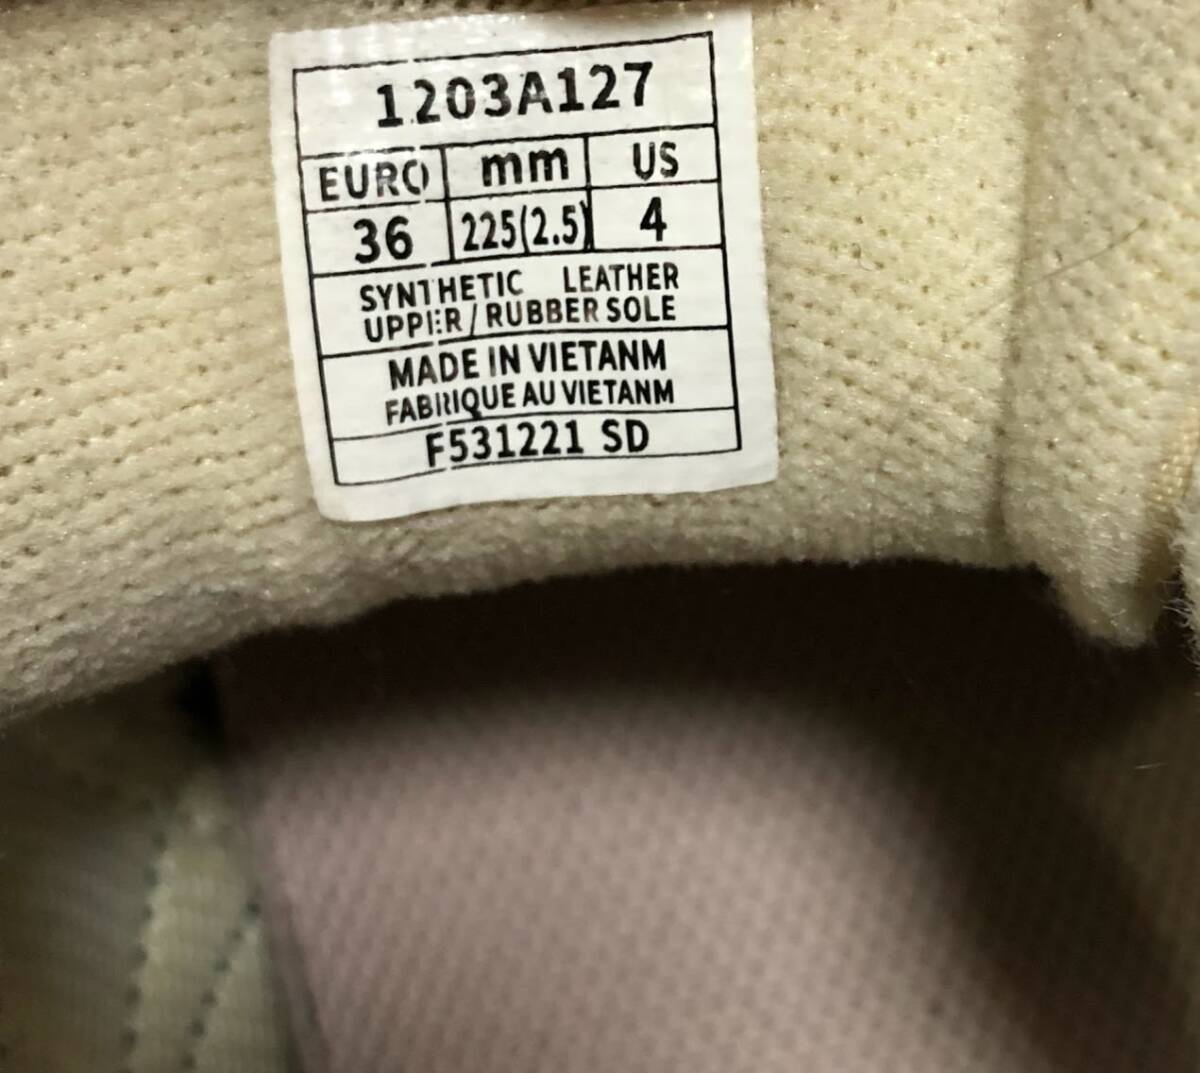 1203A127
EURO mm US
36 225(2.5) 4
SYNTHETIC LEATHER
UPPER/RUBBER SOLE
MADE IN VIETANM
FABRIQUE AU VIETANM
F531221 SD